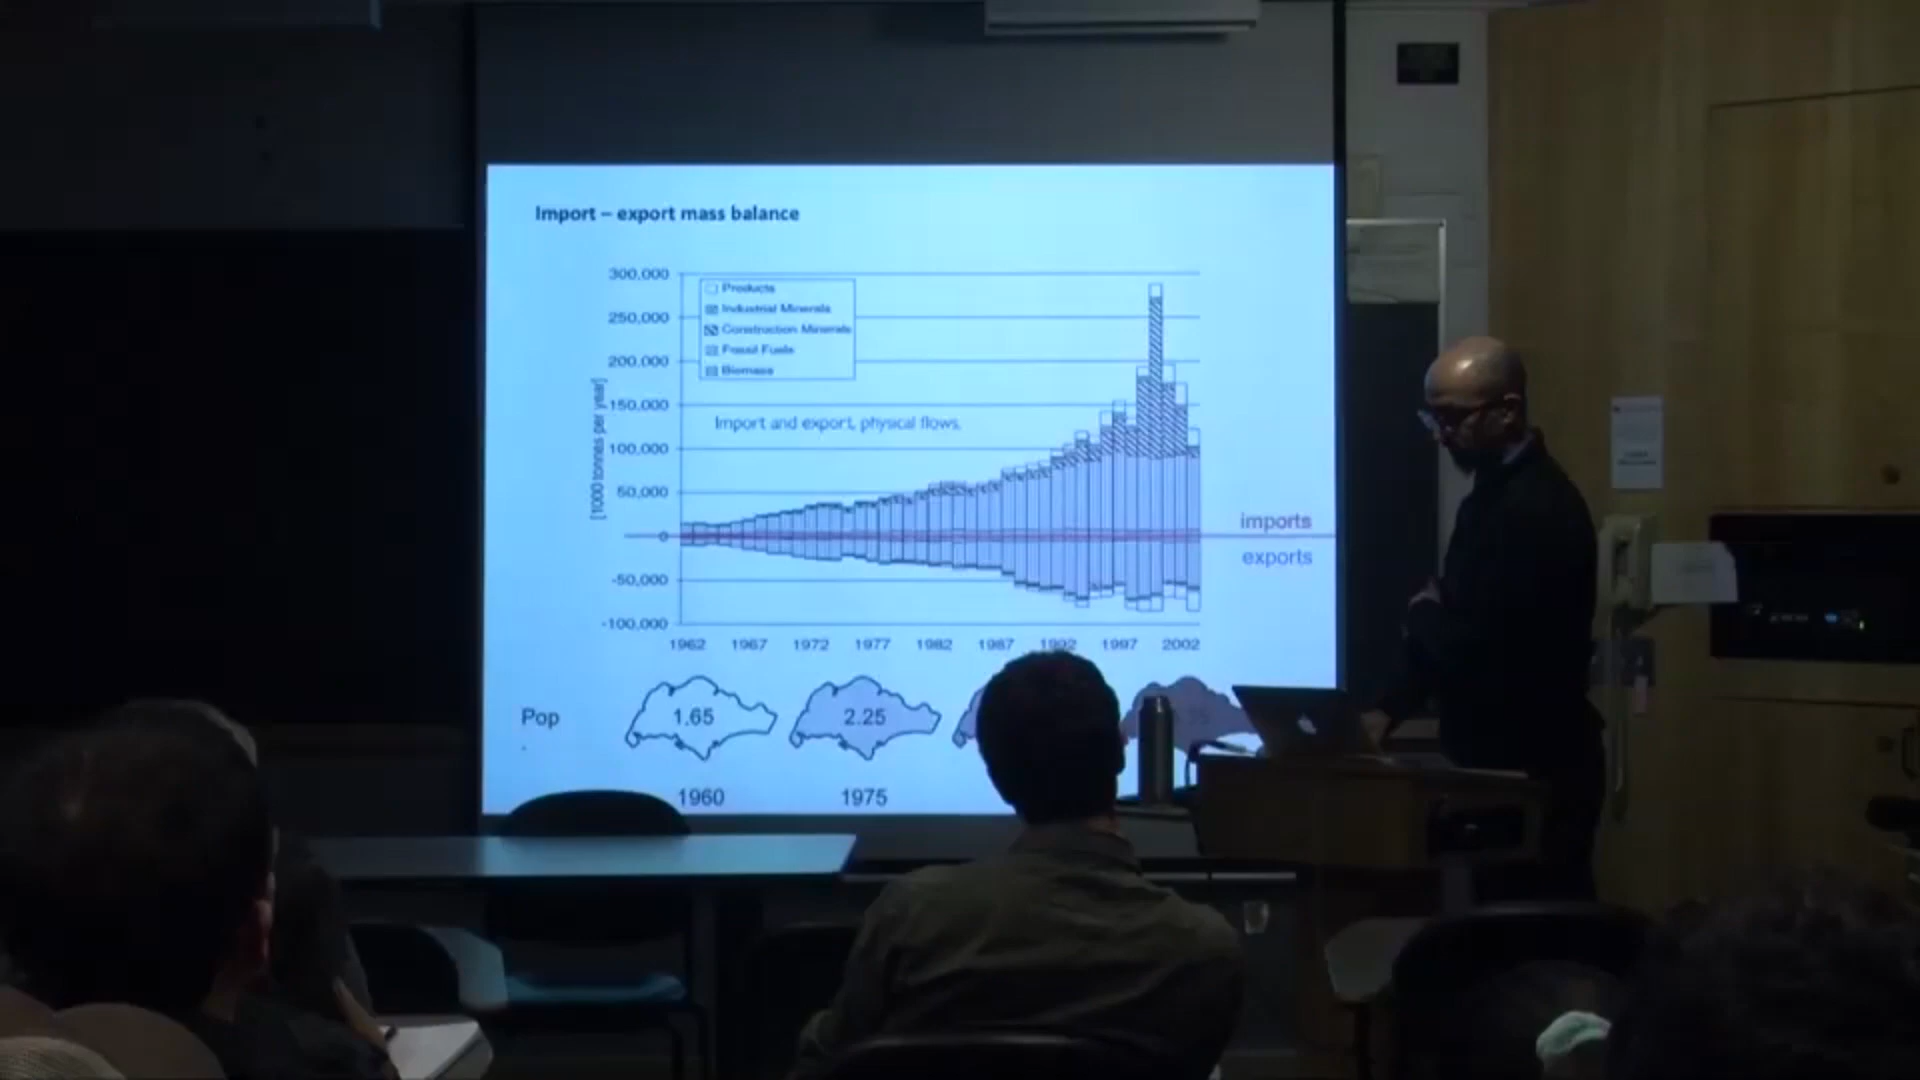 Import – export mass balance
300,000
Products
Industrial Minerals
250,000
Construction Minerals
Fossil Fuels
200,000
Biomass
[1000 tonnes per year]
150,000
Import and export, physical flows.
100,000
50,000
imports
0
exports
-50,000
-100,000
1962 1967 1972 1977 1982 1987 1992 1997 2002
Pop 1.65 2.25
1960 1975